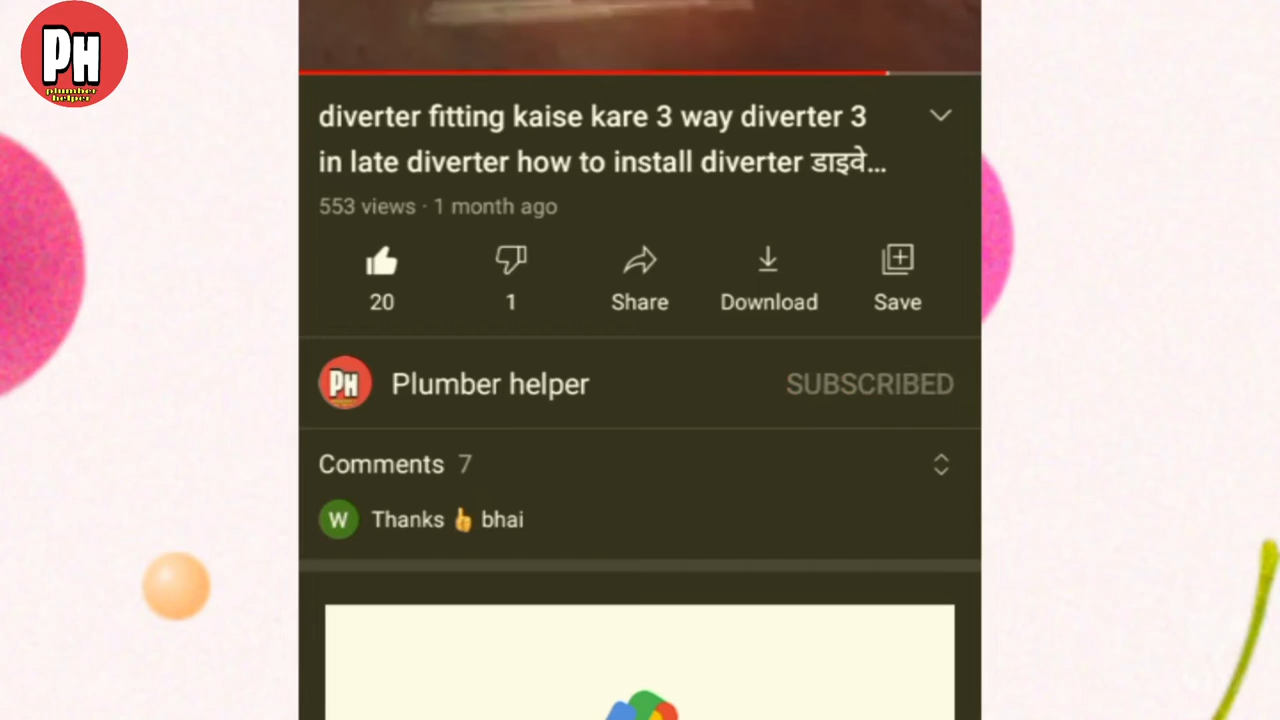 PH
plumber
helper
diverter fitting kaise kare 3 way diverter 3
in late diverter how to install diverter डाइवे...
553 views · 1 month ago
20
1
Share
Download
Save
PH
Plumber helper
SUBSCRIBED
Comments 7
W
Thanks 👍 bhai